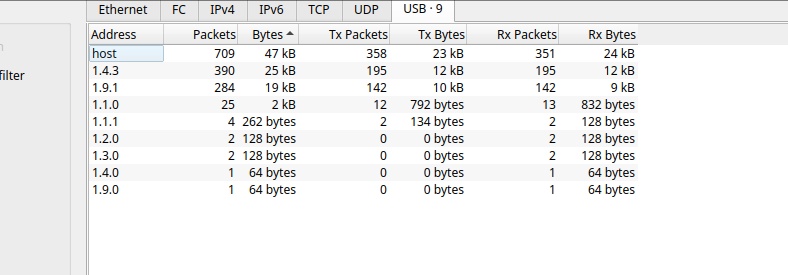 Ethernet FC IPv4 IPv6 TCP UDP USB · 9
Address Packets Bytes Tx Packets Tx Bytes Rx Packets Rx Bytes
host 709 47 kB 358 23 kB 351 24 kB
filter
1.4.3 390 25 kB 195 12 kB 195 12 kB
1.9.1 284 19 kB 142 10 kB 142 9 kB
1.1.0 25 2 kB 12 792 bytes 13 832 bytes
1.1.1 4 262 bytes 2 134 bytes 2 128 bytes
1.2.0 2 128 bytes 0 0 bytes 2 128 bytes
1.3.0 2 128 bytes 0 0 bytes 2 128 bytes
1.4.0 1 64 bytes 0 0 bytes 1 64 bytes
1.9.0 1 64 bytes 0 0 bytes 1 64 bytes